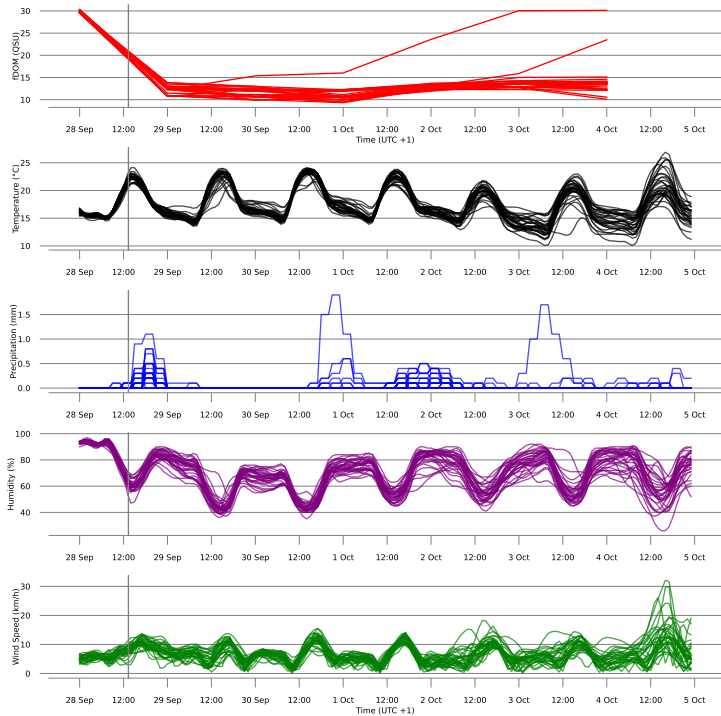 30
25
20
15
10
fDOM (QSU)
28 Sep 12:00 29 Sep 12:00 30 Sep 12:00 1 Oct 12:00 2 Oct 12:00 3 Oct 12:00 4 Oct 12:00 5 Oct
Time (UTC +1)
25
20
15
10
Temperature (°C)
28 Sep 12:00 29 Sep 12:00 30 Sep 12:00 1 Oct 12:00 2 Oct 12:00 3 Oct 12:00 4 Oct 12:00 5 Oct
1.5
1.0
0.5
0.0
Precipitation (mm)
28 Sep 12:00 29 Sep 12:00 30 Sep 12:00 1 Oct 12:00 2 Oct 12:00 3 Oct 12:00 4 Oct 12:00 5 Oct
100
80
60
40
Humidity (%)
28 Sep 12:00 29 Sep 12:00 30 Sep 12:00 1 Oct 12:00 2 Oct 12:00 3 Oct 12:00 4 Oct 12:00 5 Oct
30
20
10
0
Wind Speed (km/h)
28 Sep 12:00 29 Sep 12:00 30 Sep 12:00 1 Oct 12:00 2 Oct 12:00 3 Oct 12:00 4 Oct 12:00 5 Oct
Time (UTC +1)